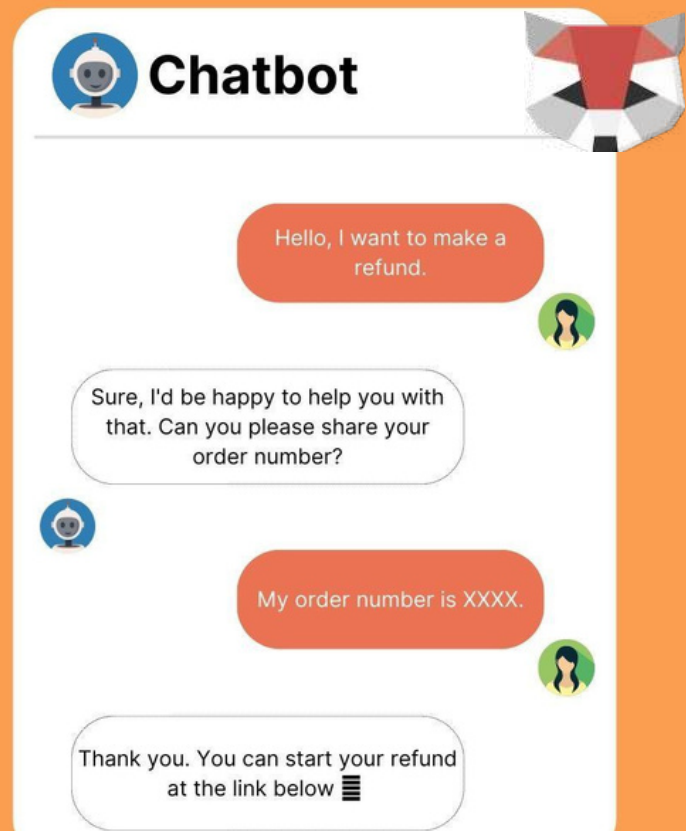 Chatbot
Hello, I want to make a
refund.
Sure, I'd be happy to help you with
that. Can you please share your
order number?
My order number is XXXX.
Thank you. You can start your refund
at the link below